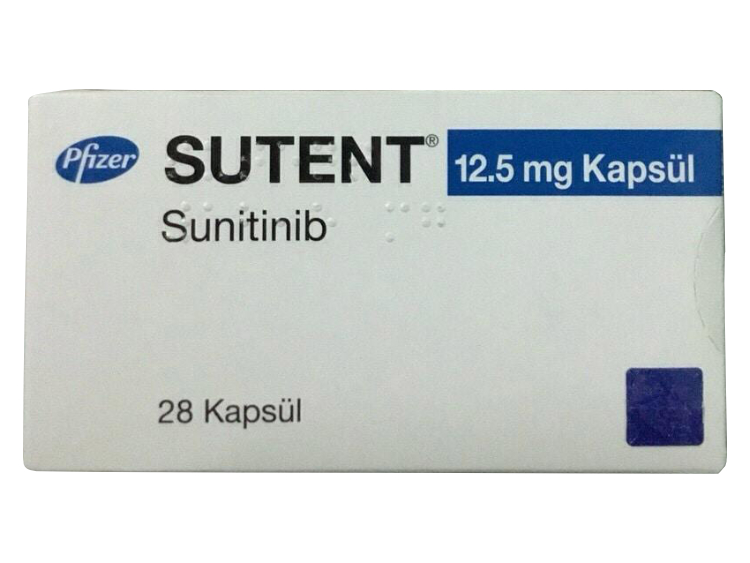 Pfizer
SUTENT® 12.5 mg Kapsül
Sunitinib
28 Kapsül